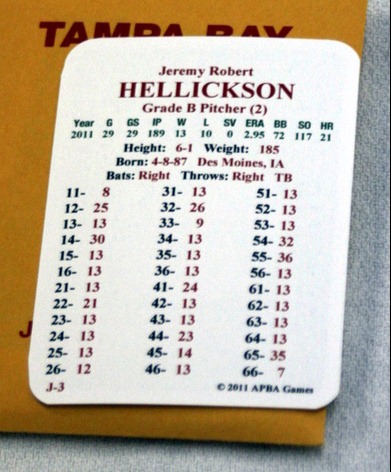 TAMPA BAY
Jeremy Robert
HELLICKSON
Grade B Pitcher (2)
Year G GS IP W L SV ERA BB SO HR
2011 29 29 189 13 10 0 2.95 72 117 21
Height: 6-1 Weight: 185
Born: 4-8-87 Des Moines, IA
Bats: Right Throws: Right TB
11- 8 31- 13 51- 13
12- 25 32- 26 52- 13
13- 13 33- 9 53- 13
14- 30 34- 13 54- 32
15- 13 35- 13 55- 36
16- 13 36- 13 56- 13
21- 13 41- 24 61- 13
22- 21 42- 13 62- 13
23- 13 43- 13 63- 13
24- 13 44- 23 64- 13
25- 13 45- 14 65- 35
26- 12 46- 13 66- 7
J-3 © 2011 APBA Games